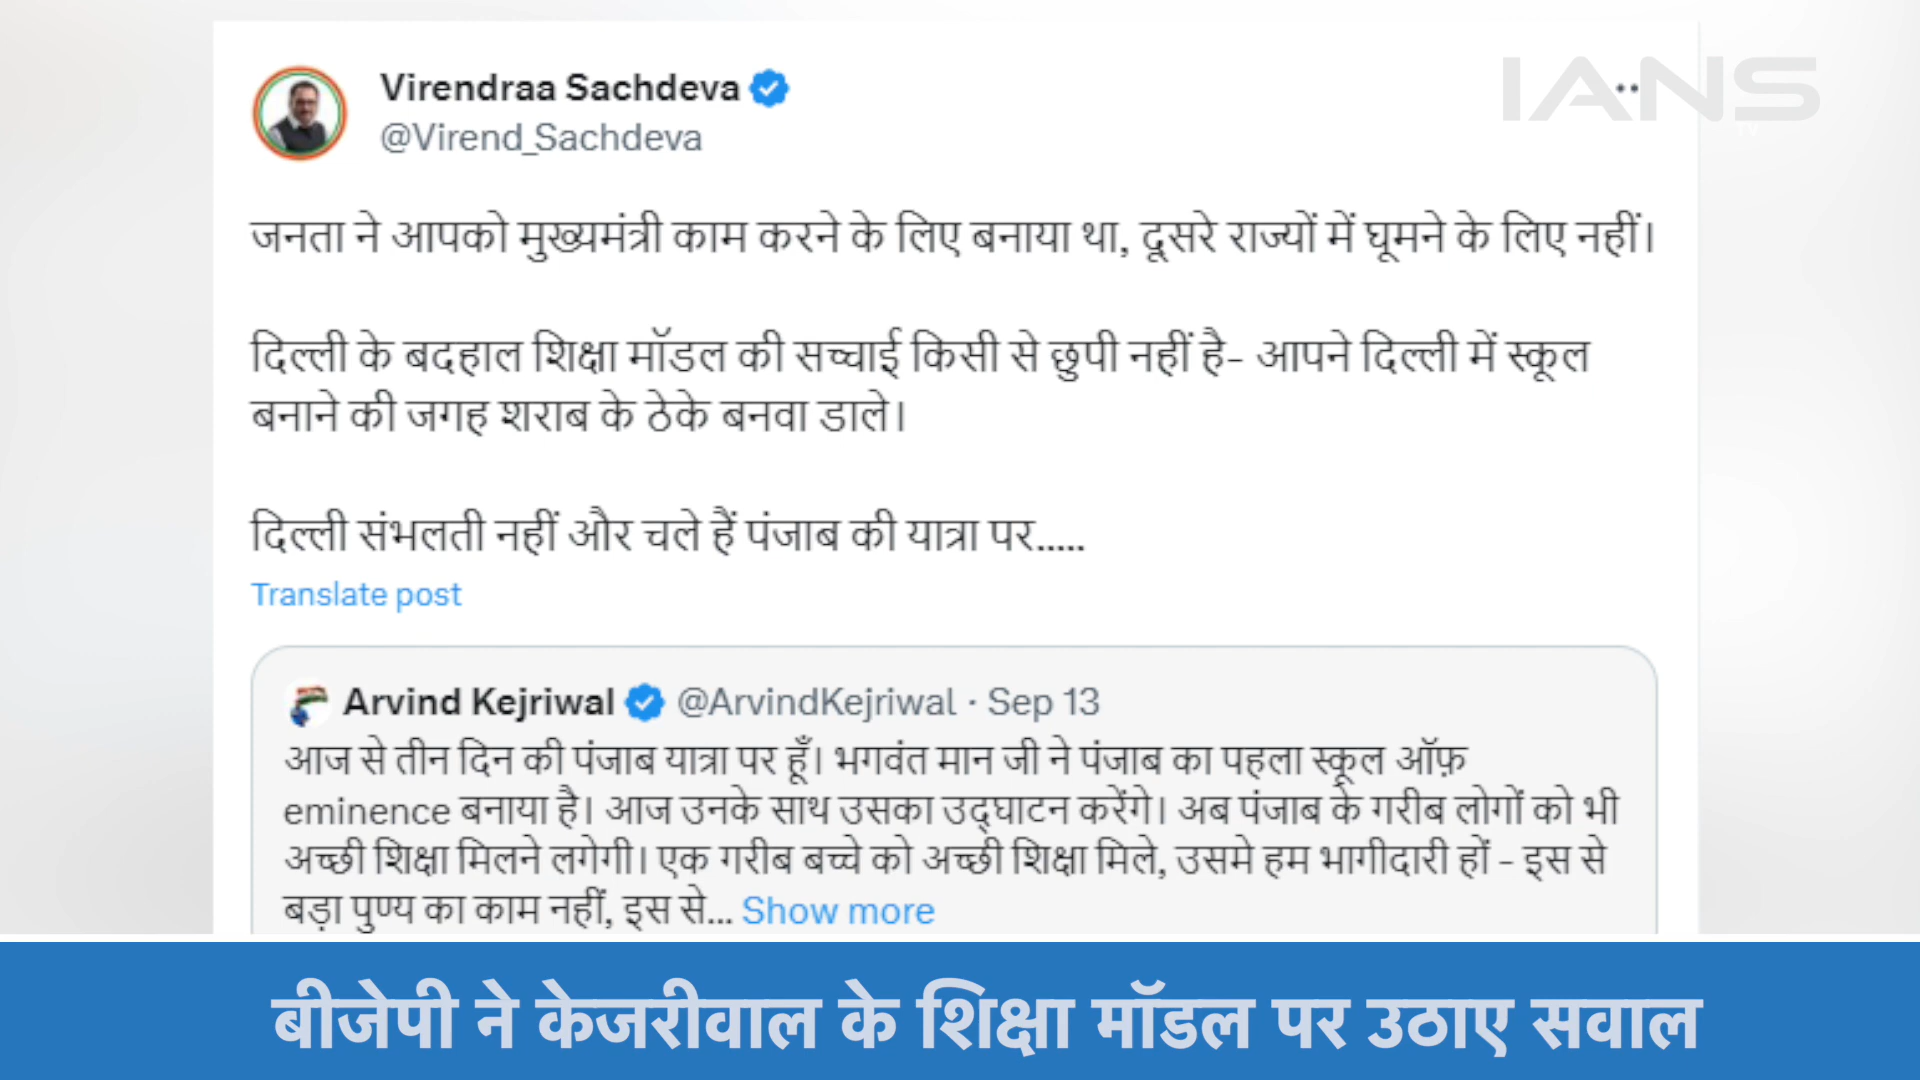 Virendraa Sachdeva
IANS
TV
@Virend_Sachdeva
जनता ने आपको मुख्यमंत्री काम करने के लिए बनाया था, दूसरे राज्यों में घूमने के लिए नहीं।
दिल्ली के बदहाल शिक्षा मॉडल की सच्चाई किसी से छुपी नहीं है- आपने दिल्ली में स्कूल
बनाने की जगह शराब के ठेके बनवा डाले।
दिल्ली संभलती नहीं और चले हैं पंजाब की यात्रा पर.....
Translate post
Arvind Kejriwal @ArvindKejriwal · Sep 13
आज से तीन दिन की पंजाब यात्रा पर हूँ। भगवंत मान जी ने पंजाब का पहला स्कूल ऑफ़
eminence बनाया है। आज उनके साथ उसका उद्घाटन करेंगे। अब पंजाब के गरीब लोगों को भी
अच्छी शिक्षा मिलने लगेगी। एक गरीब बच्चे को अच्छी शिक्षा मिले, उसमे हम भागीदारी हों - इस से
बड़ा पुण्य का काम नहीं, इस से... Show more
बीजेपी ने केजरीवाल के शिक्षा मॉडल पर उठाए सवाल